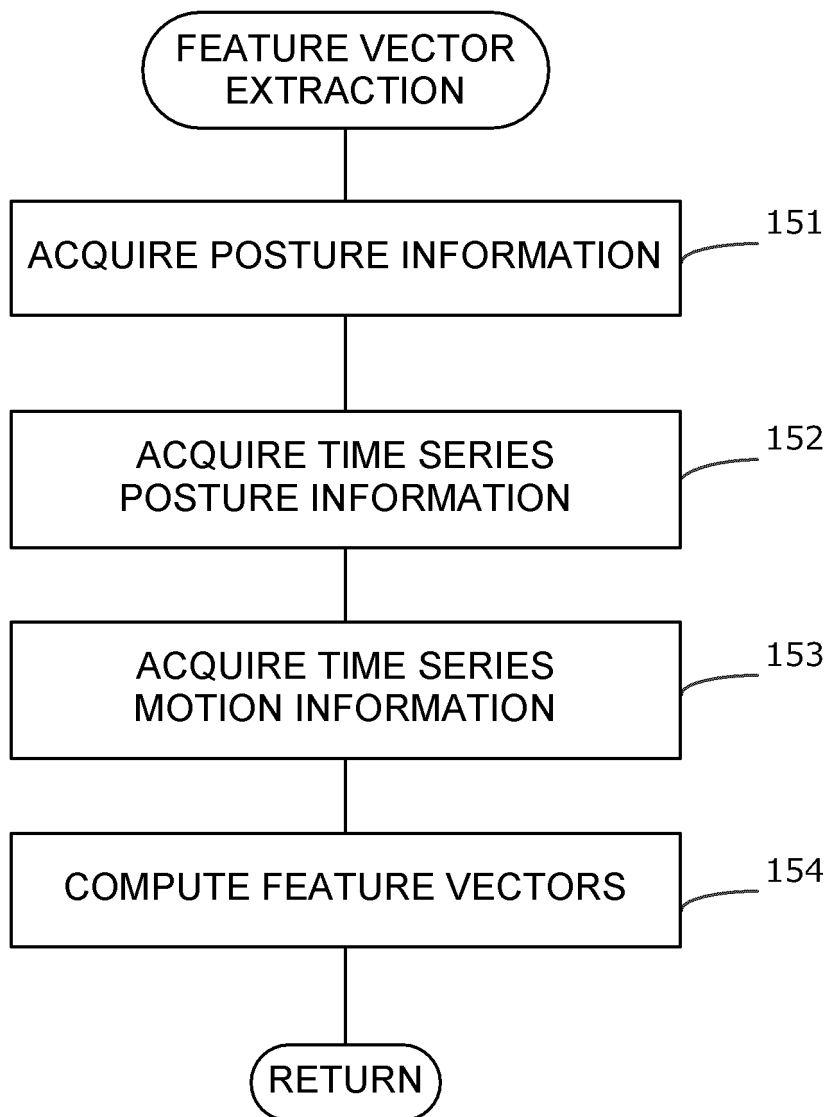 FEATURE VECTOR
EXTRACTION
151
ACQUIRE POSTURE INFORMATION
152
ACQUIRE TIME SERIES
POSTURE INFORMATION
153
ACQUIRE TIME SERIES
MOTION INFORMATION
154
COMPUTE FEATURE VECTORS
RETURN